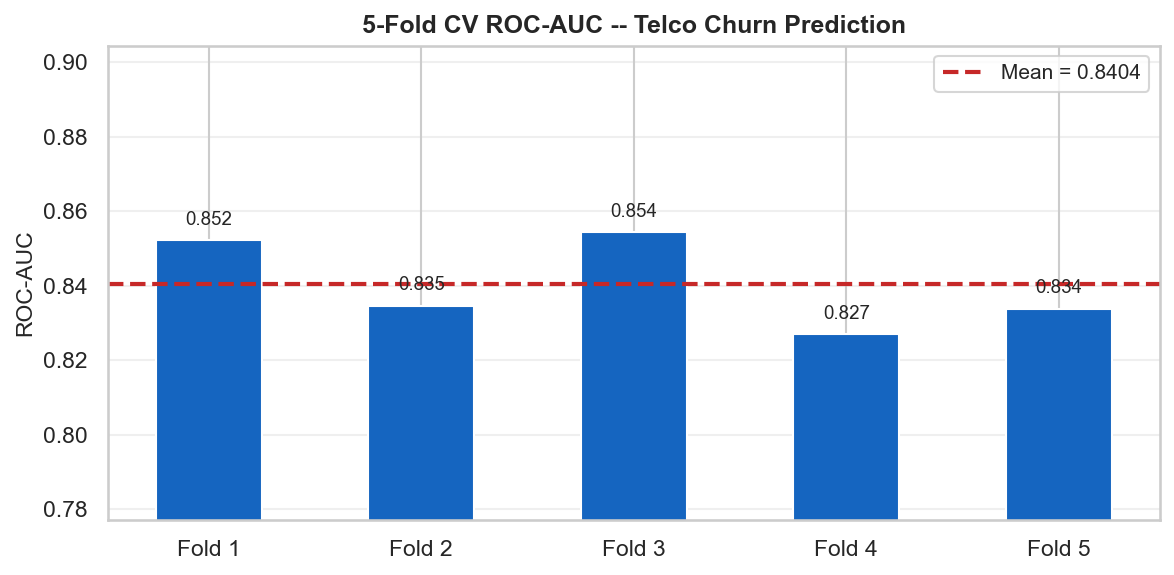 5-Fold CV ROC-AUC -- Telco Churn Prediction
Mean = 0.8404
ROC-AUC
0.90
0.88
0.86
0.84
0.82
0.80
0.78
0.852
0.835
0.854
0.827
0.834
Fold 1
Fold 2
Fold 3
Fold 4
Fold 5